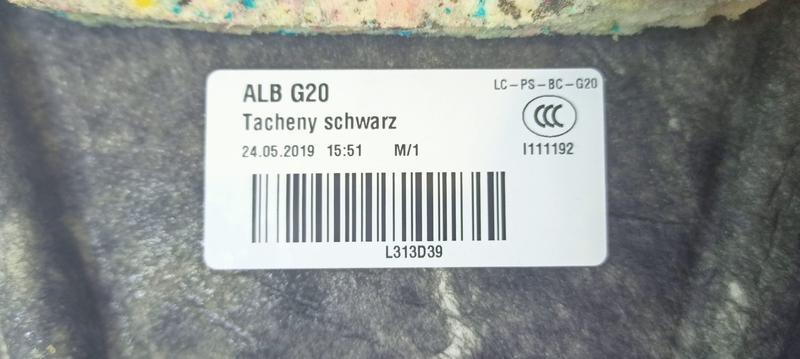 ALB G20
LC-PS-BC-G20
Tacheny schwarz
CCC
24.05.2019 15:51 M/1
I111192
L313D39